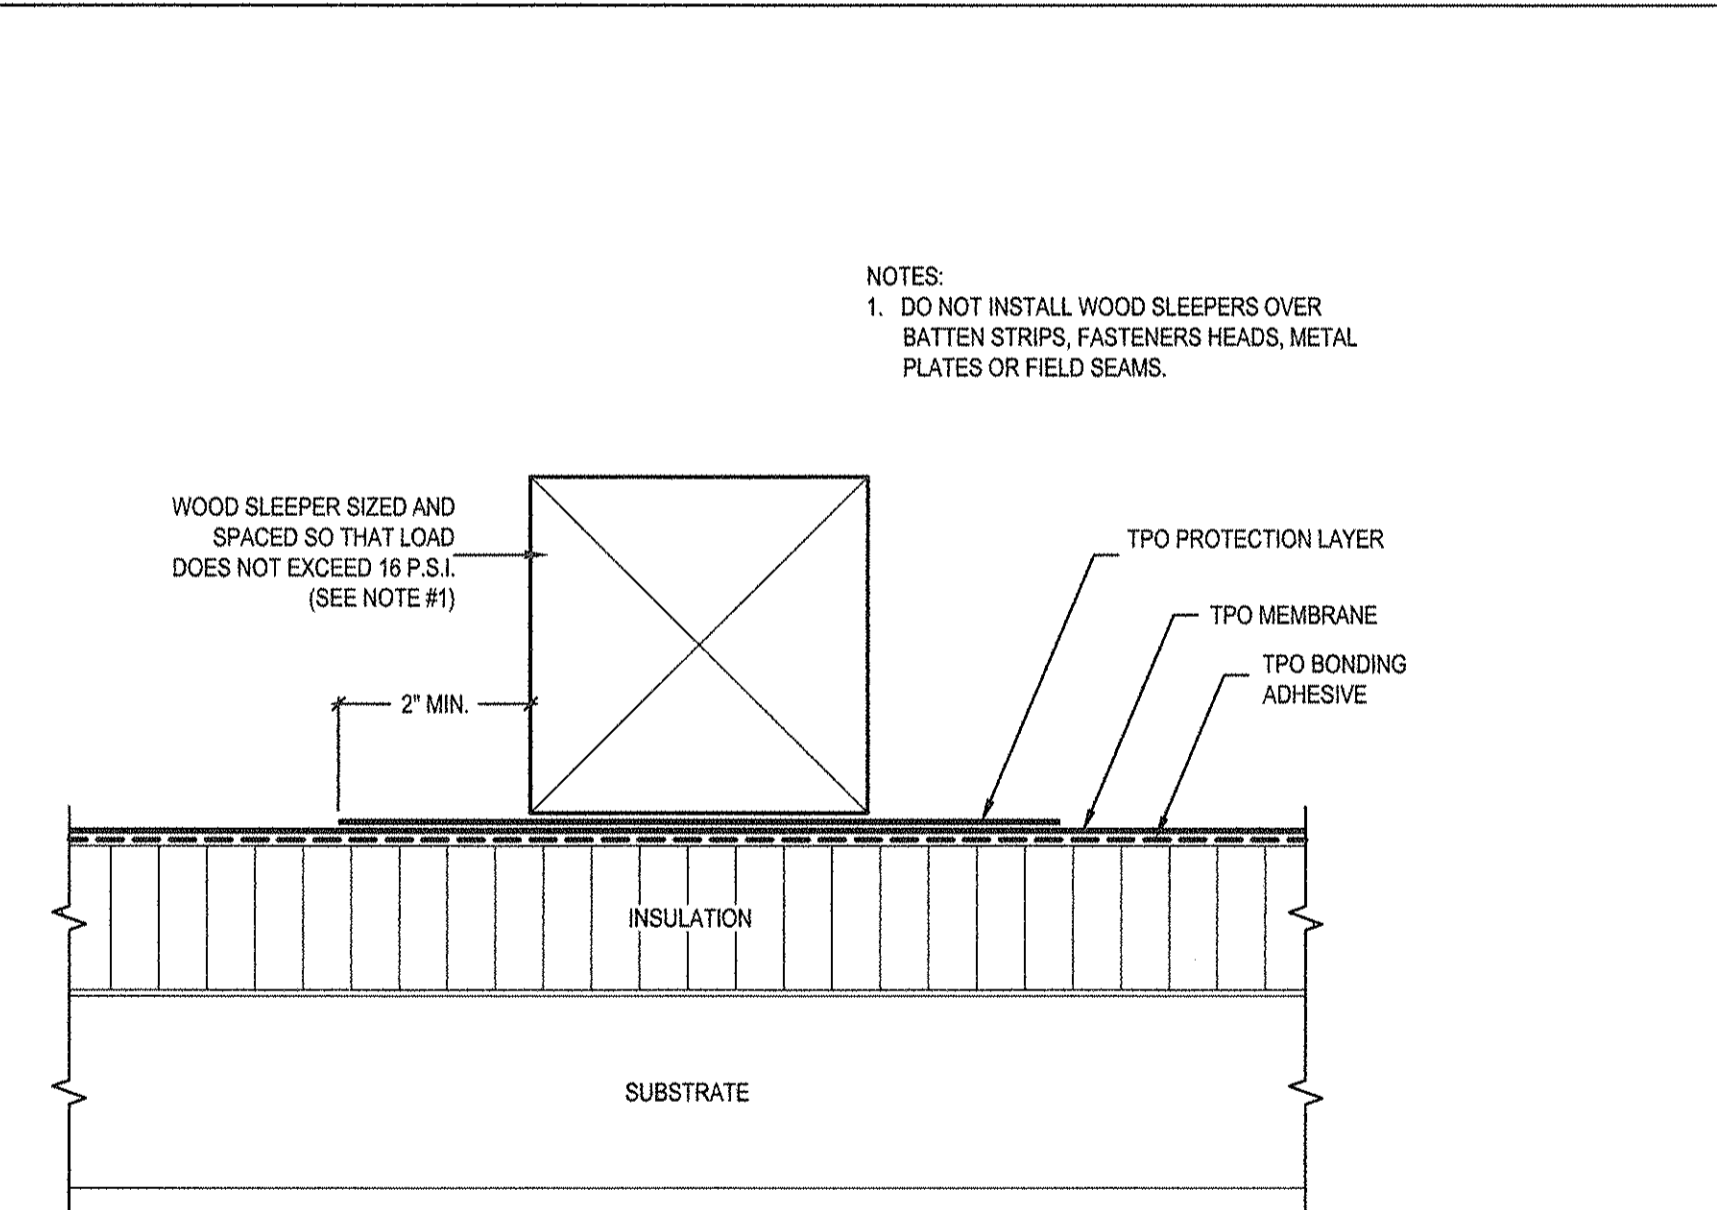 NOTES:
1. DO NOT INSTALL WOOD SLEEPERS OVER
BATTEN STRIPS, FASTENERS HEADS, METAL
PLATES OR FIELD SEAMS.
WOOD SLEEPER SIZED AND
SPACED SO THAT LOAD
DOES NOT EXCEED 16 P.S.I.
(SEE NOTE #1)
TPO PROTECTION LAYER
TPO MEMBRANE
TPO BONDING
ADHESIVE
2" MIN.
INSULATION
SUBSTRATE